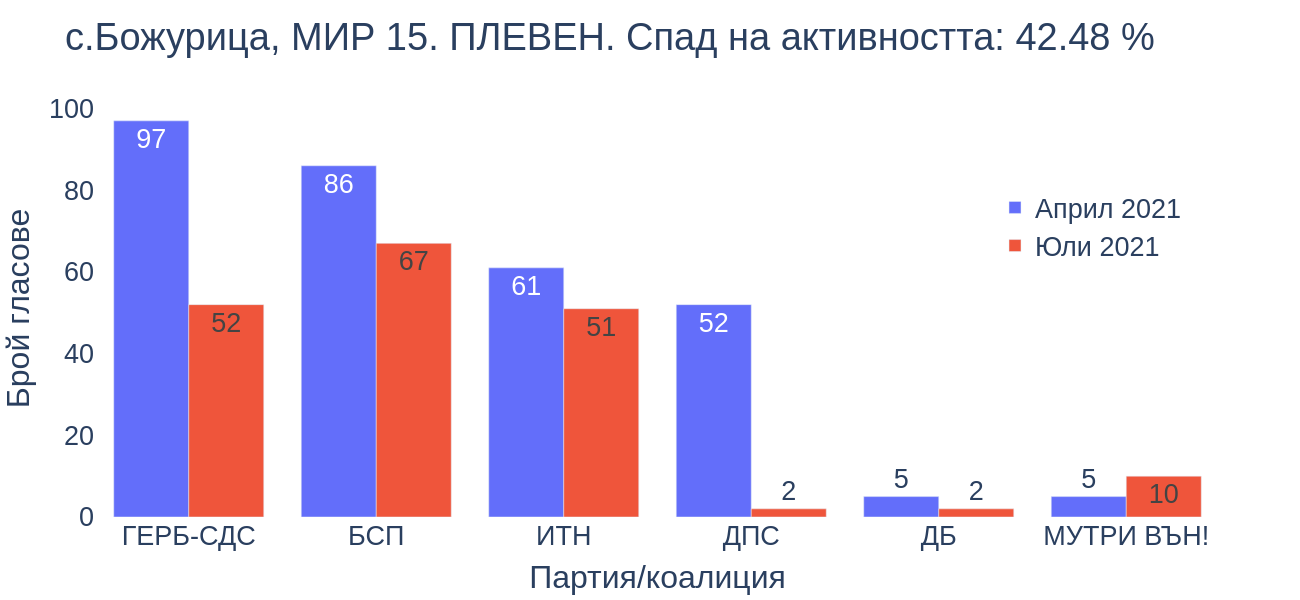 с.Божурица, МИР 15. ПЛЕВЕН. Спад на активността: 42.48 %
Брой гласове
100
80
60
40
20
0
97
52
86
67
61
51
52
2
5
2
5
10
Април 2021
Юли 2021
ГЕРБ-СДС
БСП
ИТН
ДПС
ДБ
МУТРИ ВЪН!
Партия/коалиция